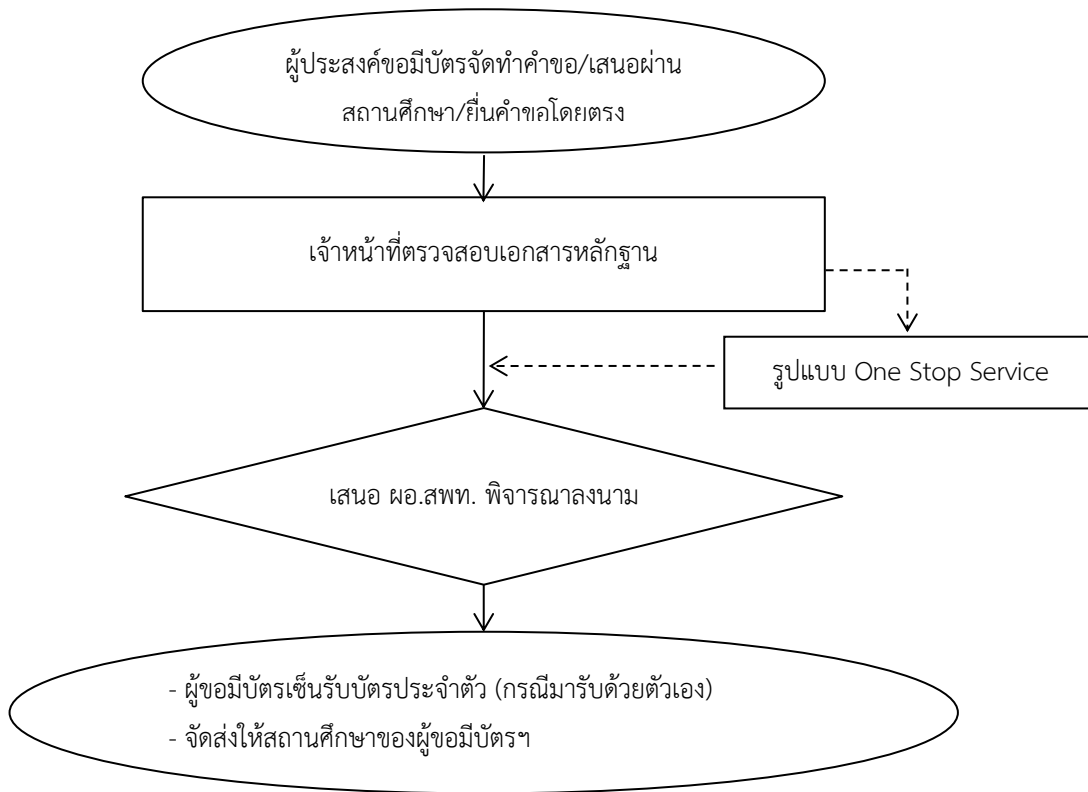 ผู้ประสงค์ขอมีบัตรจัดทำคำขอ/เสนอผ่าน
สถานศึกษา/ยื่นคำขอโดยตรง
เจ้าหน้าที่ตรวจสอบเอกสารหลักฐาน
รูปแบบ One Stop Service
เสนอ ผอ.สพท. พิจารณาลงนาม
- ผู้ขอมีบัตรเซ็นรับบัตรประจำตัว (กรณีมารับด้วยตัวเอง)
- จัดส่งให้สถานศึกษาของผู้ขอมีบัตรฯ